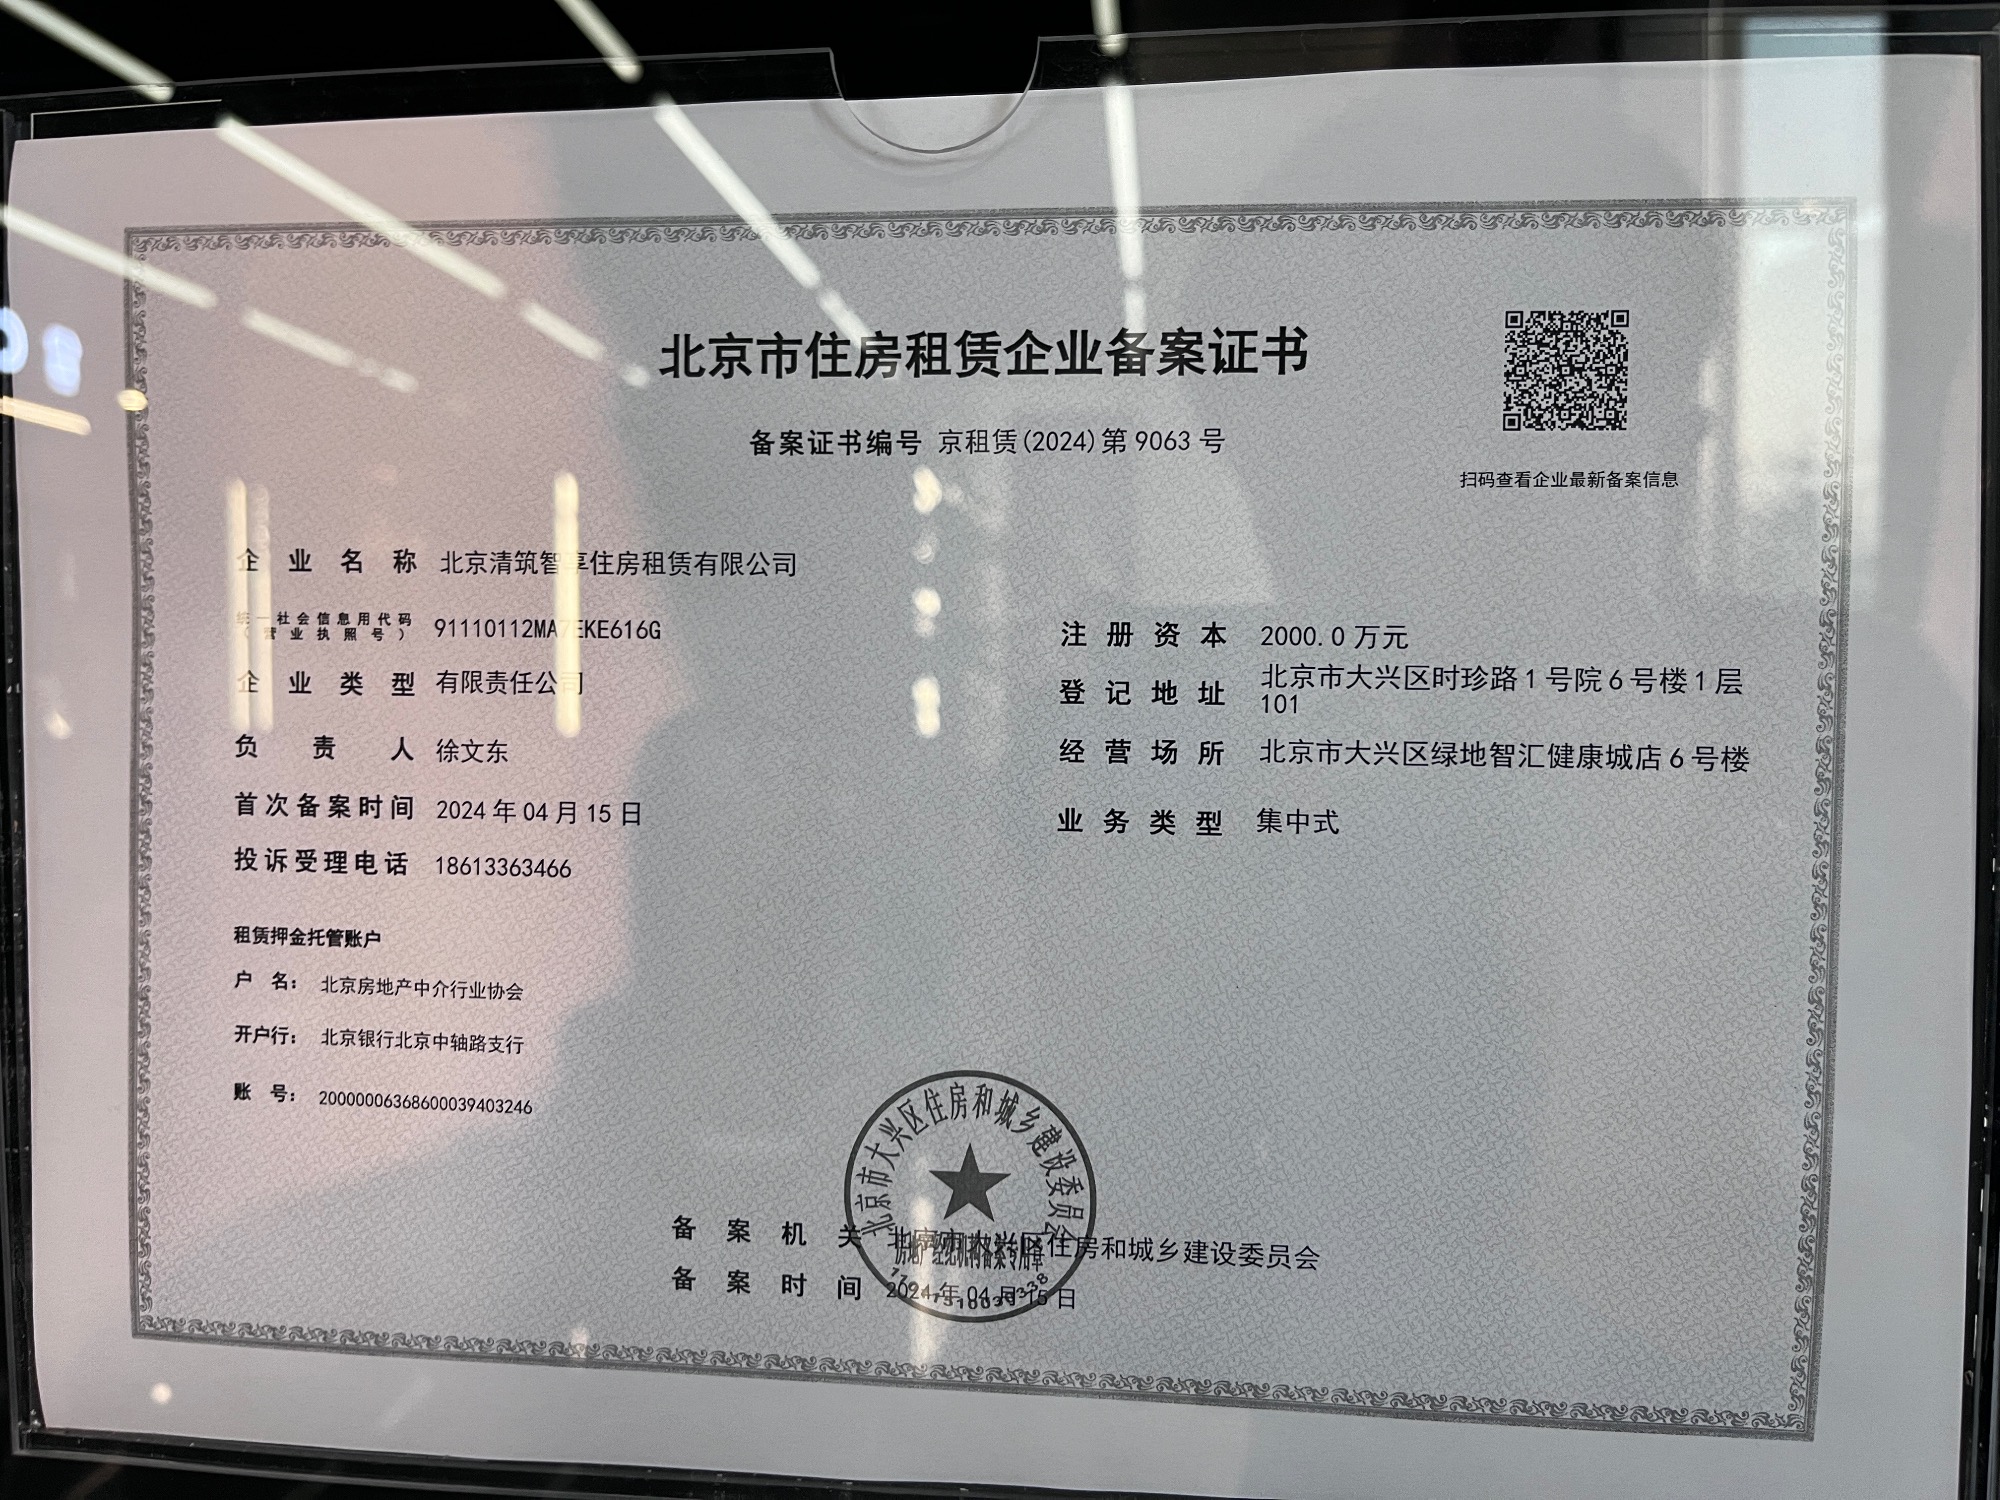 北京市住房租赁企业备案证书
备案证书编号 京租赁(2024)第9063号
扫码查看企业最新备案信息
企业名称 北京清筑智享住房租赁有限公司
统一社会信息用代码
（营业执照号） 91110112MA7EKE616G
企业类型 有限责任公司
负责人 徐文东
首次备案时间 2024年04月15日
投诉受理电话 18613363466
注册资本 2000.0万元
登记地址 北京市大兴区时珍路1号院6号楼1层
101
经营场所 北京市大兴区绿地智汇健康城店6号楼
业务类型 集中式
租赁押金托管账户
户名： 北京房地产中介行业协会
开户行： 北京银行北京中轴路支行
账号： 20000006368600039403246
北京市大兴区住房和城乡建设委员会
备案机关 北京市大兴区住房和城乡建设委员会
房地产经纪机构备案专用章
备案时间 2024年04月15日